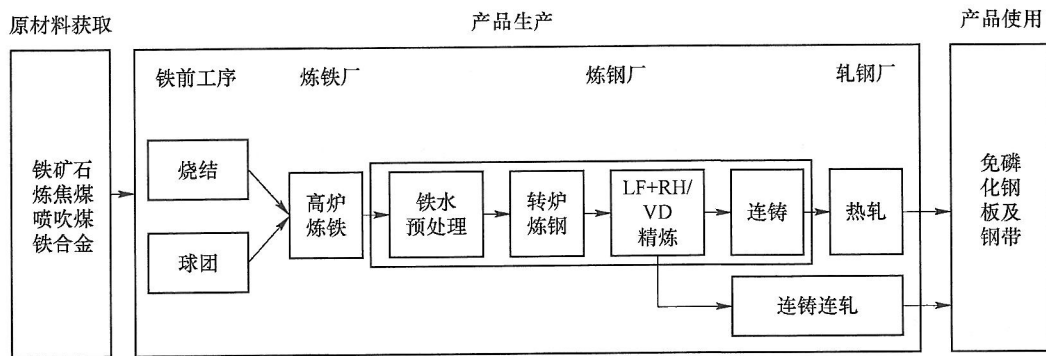 原材料获取
产品生产
产品使用
铁前工序
炼铁厂
炼钢厂
轧钢厂
铁矿石
炼焦煤
喷吹煤
铁合金
烧结
球团
高炉
炼铁
铁水
预处理
转炉
炼钢
LF+RH/
VD
精炼
连铸
热轧
连铸连轧
免磷
化钢
板及
钢带